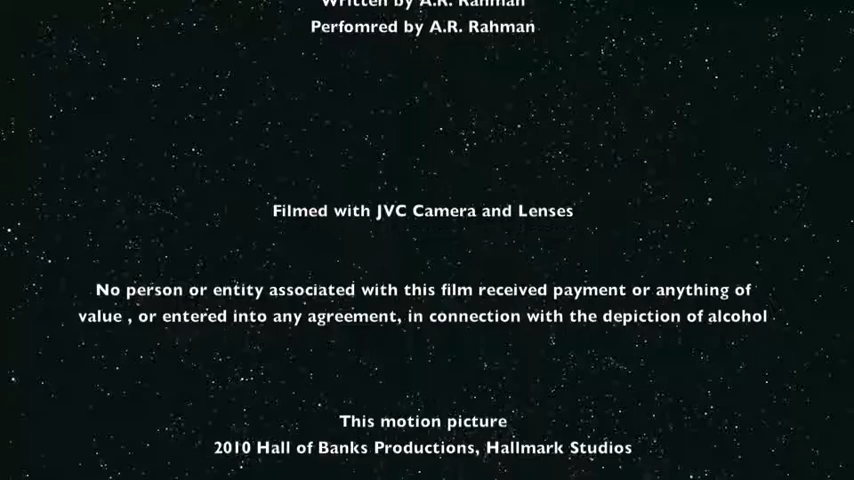 Written by A.R. Rahman
Perfomred by A.R. Rahman
Filmed with JVC Camera and Lenses
No person or entity associated with this film received payment or anything of
value , or entered into any agreement, in connection with the depiction of alcohol
This motion picture
2010 Hall of Banks Productions, Hallmark Studios